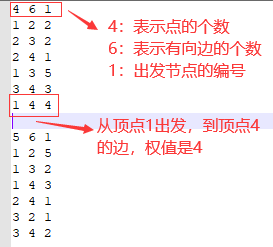 4 6 1
1 2 2
2 3 2
2 4 1
1 3 5
3 4 3
1 4 4
5 6 1
1 2 5
1 3 2
1 4 3
2 4 1
3 2 1
3 4 2
4：表示点的个数
6：表示有向边的个数
1：出发节点的编号
从顶点1出发，到顶点4
的边，权值是4